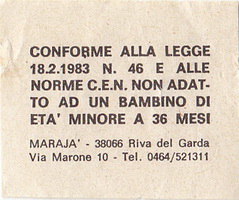 CONFORME ALLA LEGGE
18.2.1983 N. 46 E ALLE
NORME C.E.N. NON ADAT-
TO AD UN BAMBINO DI
ETA' MINORE A 36 MESI
MARAJA' - 38066 Riva del Garda
Via Marone 10 - Tel. 0464/521311